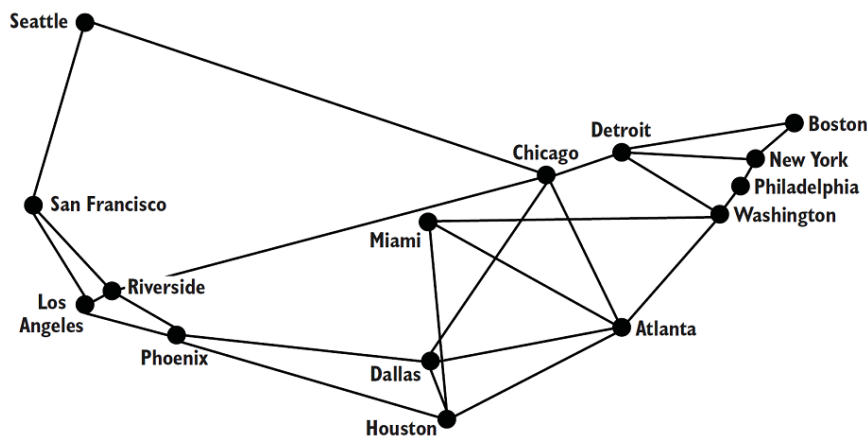 Seattle
Boston
Detroit
New York
Chicago
Philadelphia
San Francisco
Washington
Miami
Riverside
Los
Angeles
Atlanta
Phoenix
Dallas
Houston